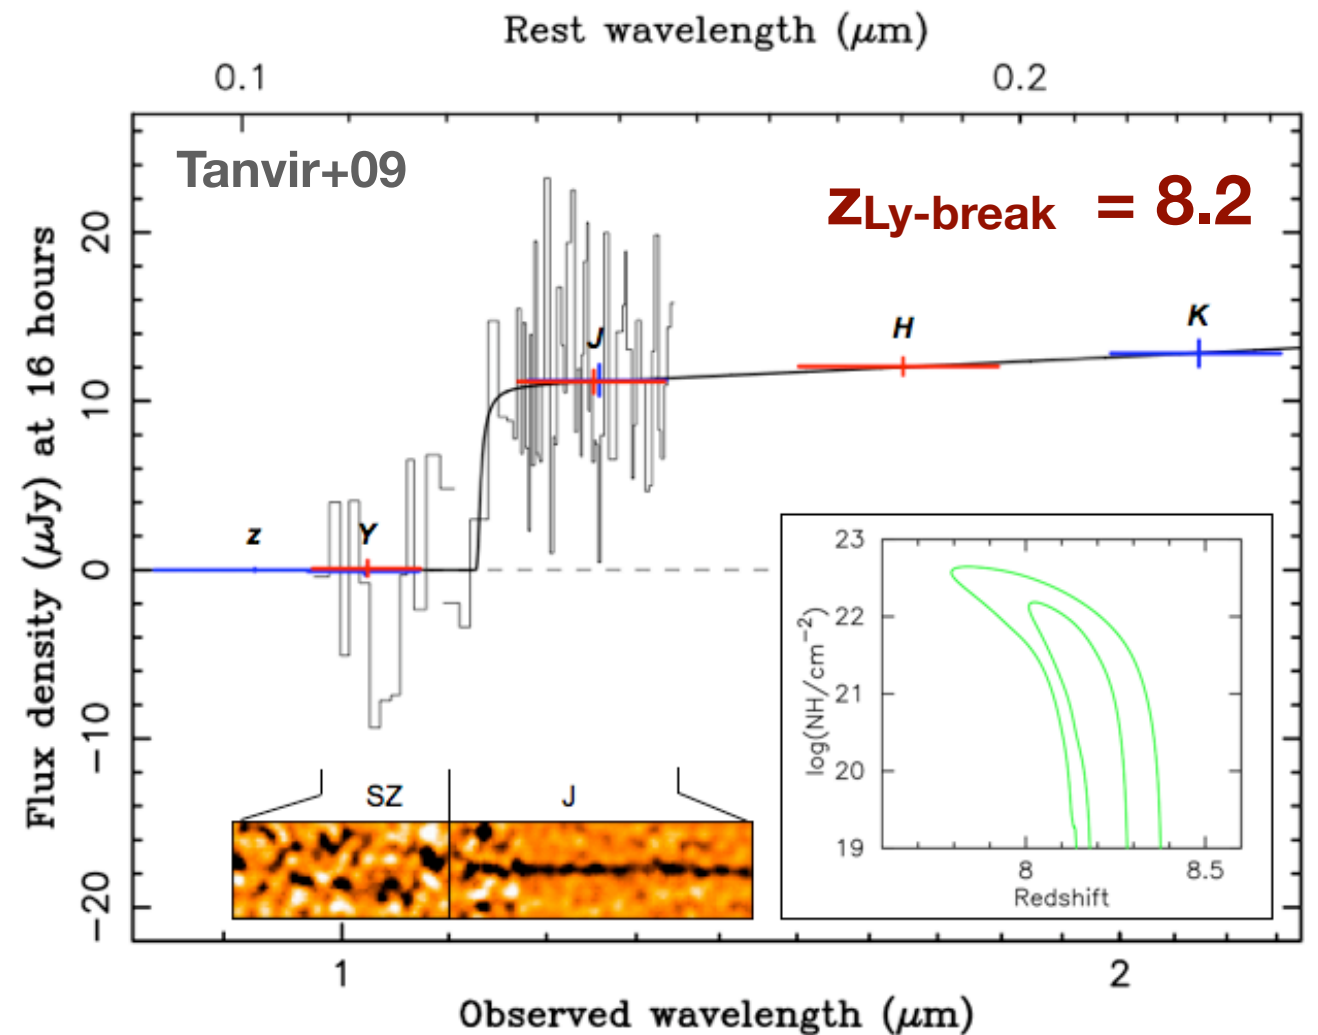 Rest wavelength (μm)
0.1 0.2
Tanvir+09
zLy-break = 8.2
Flux density (μJy) at 16 hours
20
10
0
−10
−20
z
Y
J
H
K
SZ J
log(NH/cm−2)
23
22
21
20
19
8 8.5
Redshift
1 2
Observed wavelength (μm)